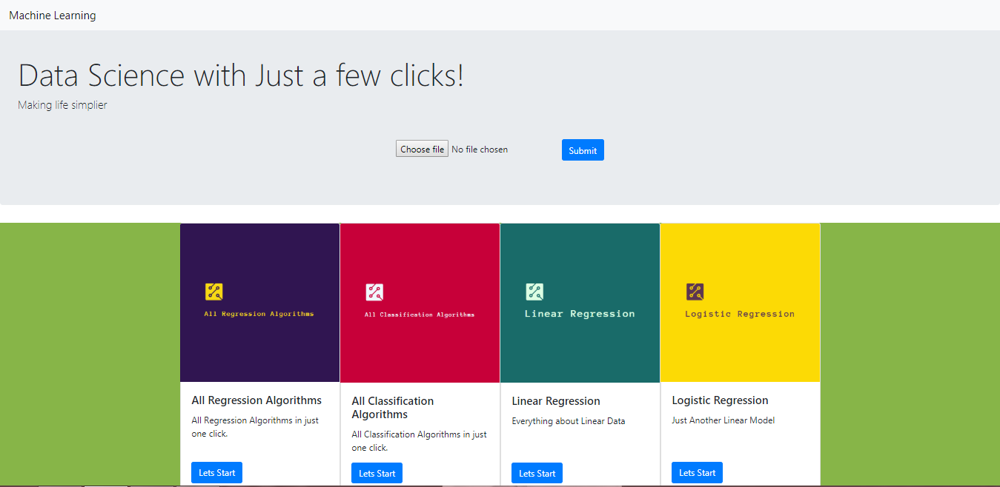 Machine Learning
Data Science with Just a few clicks!
Making life simplier
Choose file No file chosen
Submit
All Regression Algorithms
All Classification Algorithms
Linear Regression
Logistic Regression
All Regression Algorithms
All Regression Algorithms in just
one click.
Lets Start
All Classification
Algorithms
All Classification Algorithms in just
one click.
Lets Start
Linear Regression
Everything about Linear Data
Lets Start
Logistic Regression
Just Another Linear Model
Lets Start